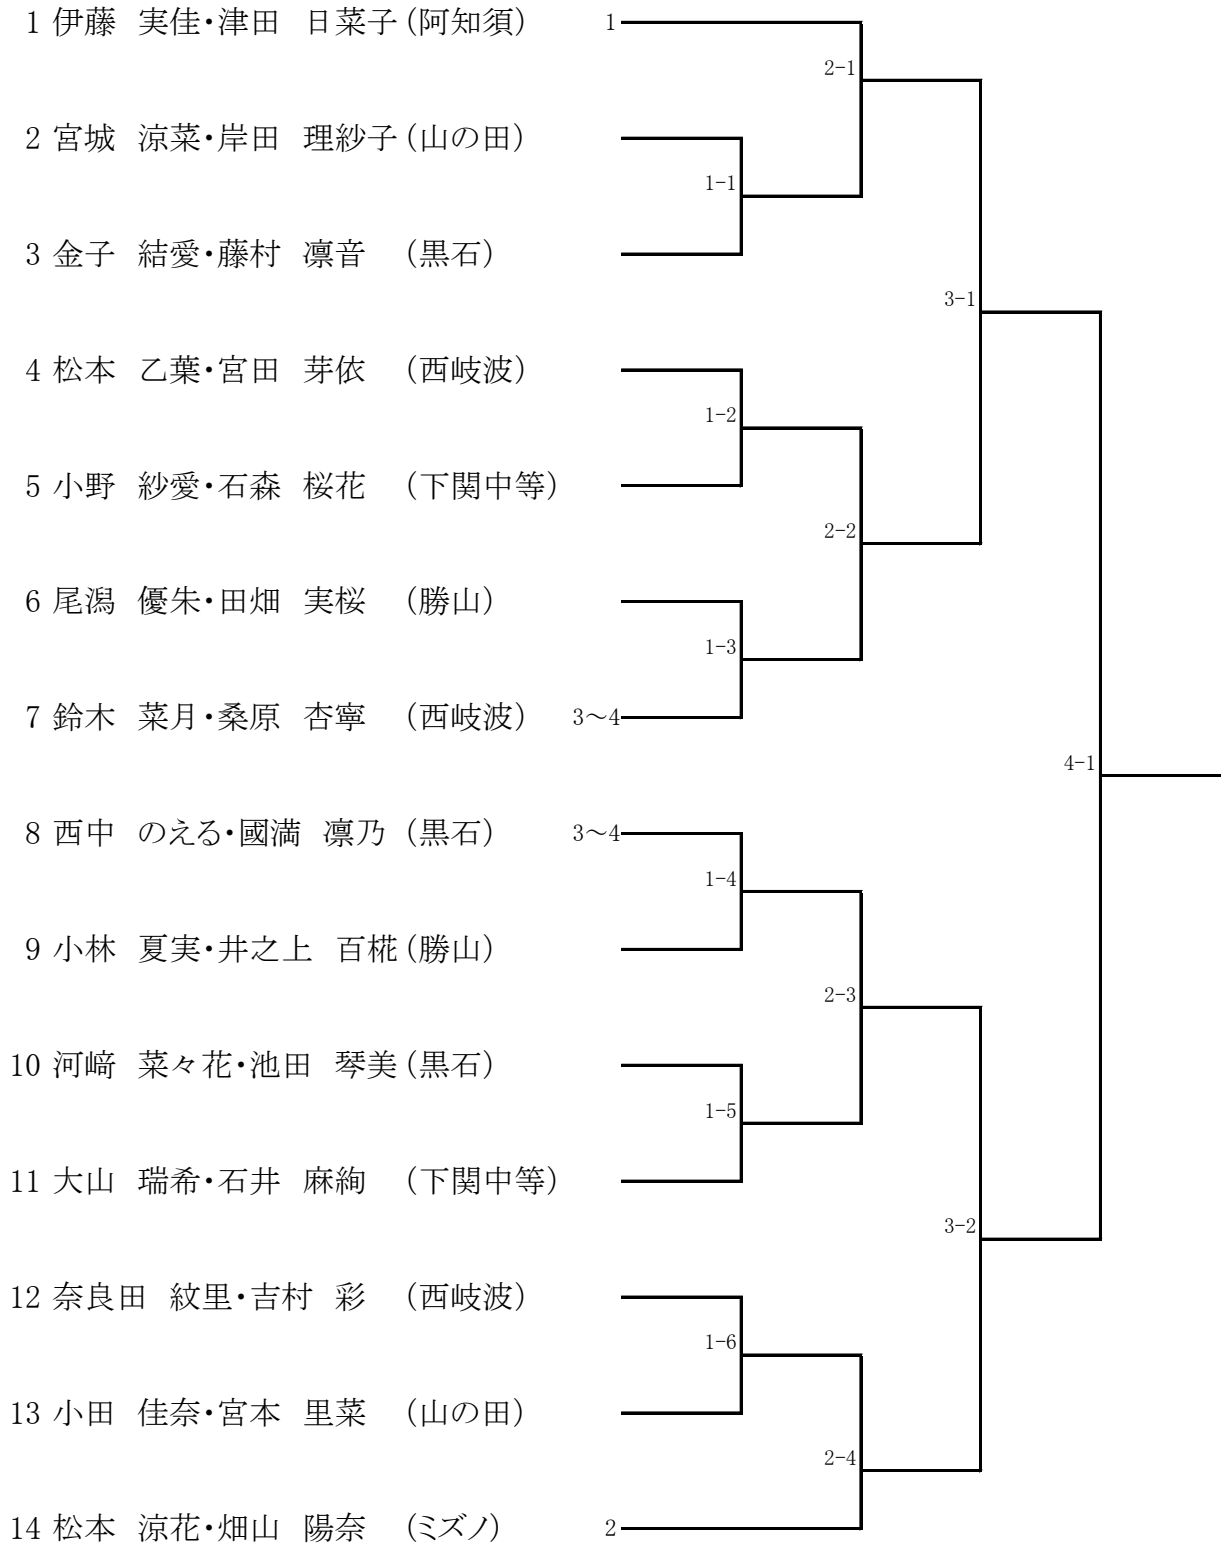 1 伊藤 実佳・津田 日菜子 (阿知須) 1
2-1
2 宮城 涼菜・岸田 理紗子 (山の田)
1-1
3 金子 結愛・藤村 凛音 (黒石)
3-1
4 松本 乙葉・宮田 芽依 (西岐波)
1-2
5 小野 紗愛・石森 桜花 (下関中等)
2-2
6 尾潟 優朱・田畑 実桜 (勝山)
1-3
7 鈴木 菜月・桑原 杏寧 (西岐波) 3～4
4-1
8 西中 のえる・國満 凛乃 (黒石) 3～4
1-4
9 小林 夏実・井之上 百椛 (勝山)
2-3
10 河﨑 菜々花・池田 琴美 (黒石)
1-5
11 大山 瑞希・石井 麻絢 (下関中等)
3-2
12 奈良田 紋里・吉村 彩 (西岐波)
1-6
13 小田 佳奈・宮本 里菜 (山の田)
2-4
14 松本 涼花・畑山 陽奈 (ミズノ) 2